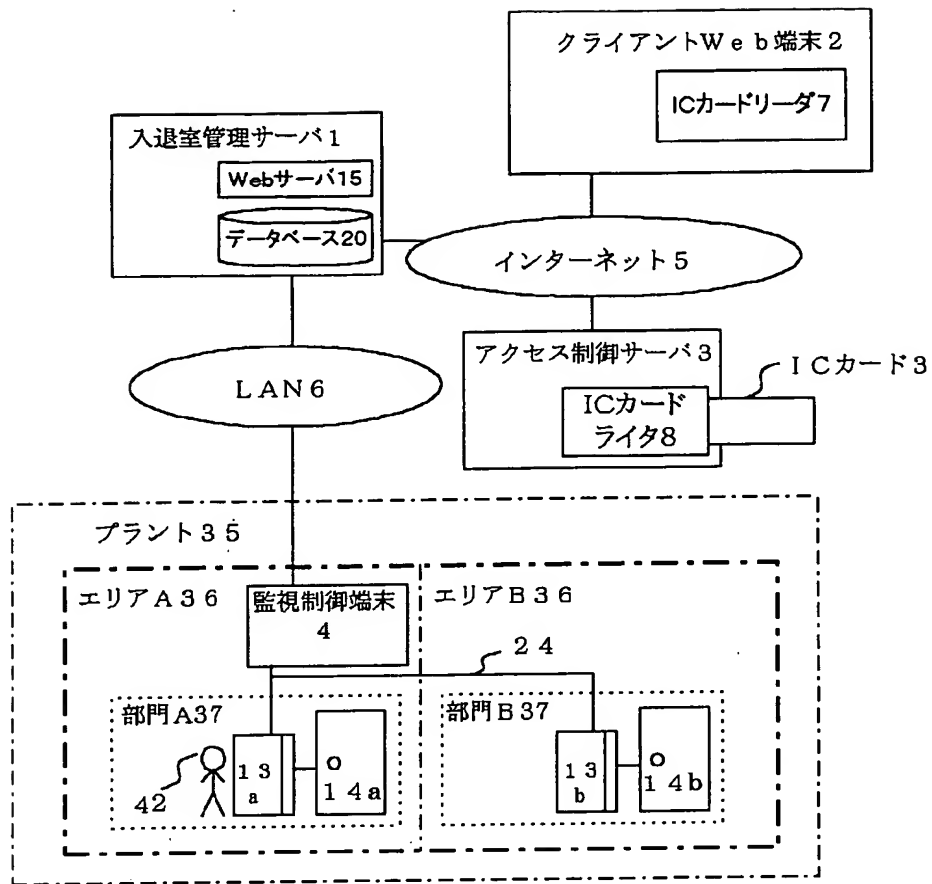 クライアントWeb端末2
ICカードリーダ7
入退室管理サーバ1
Webサーバ15
データベース20
インターネット5
アクセス制御サーバ3
ICカード3
ICカード
ライタ8
LAN6
プラント35
エリアA36
監視制御端末
4
エリアB36
24
部門A37
部門B37
42
13
a
14a
13
b
14b